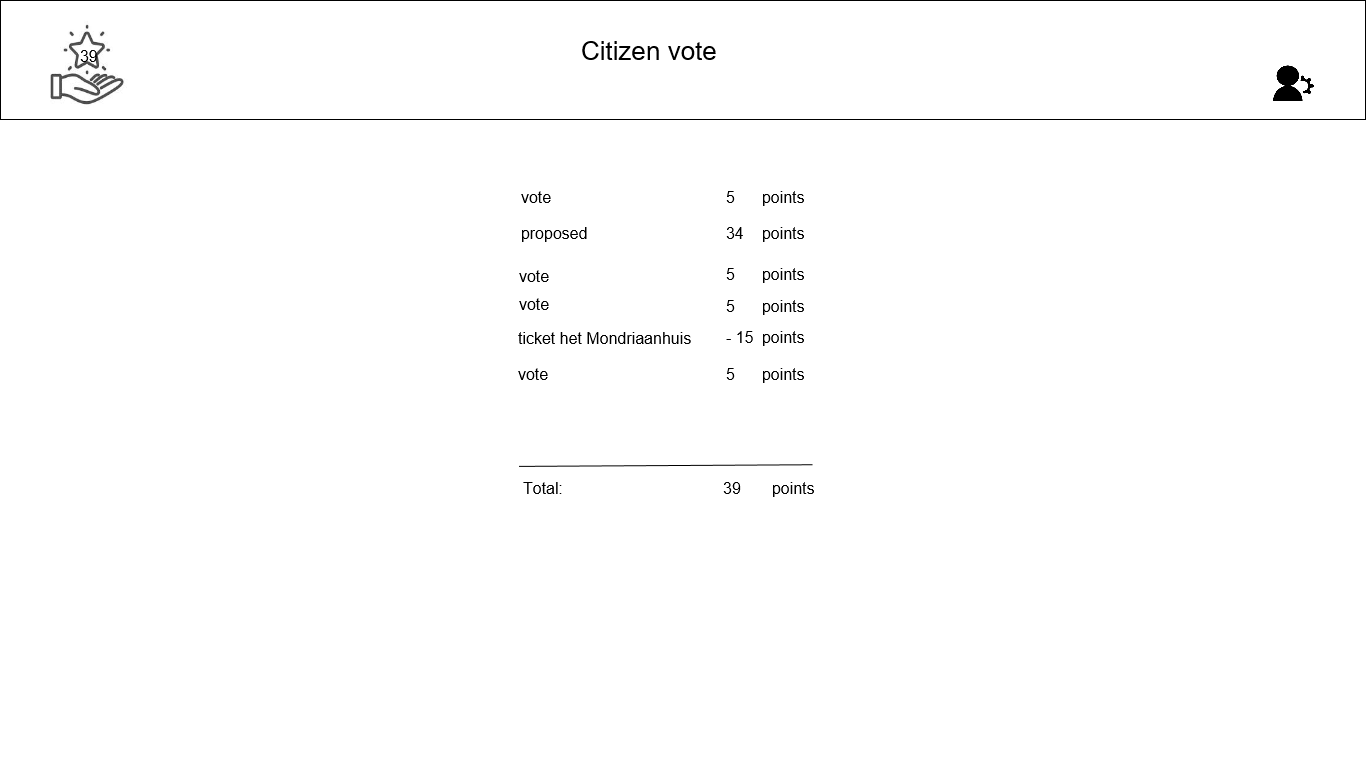 39
Citizen vote
vote 5 points
proposed 34 points
vote 5 points
vote 5 points
ticket het Mondriaanhuis - 15 points
vote 5 points
Total: 39 points